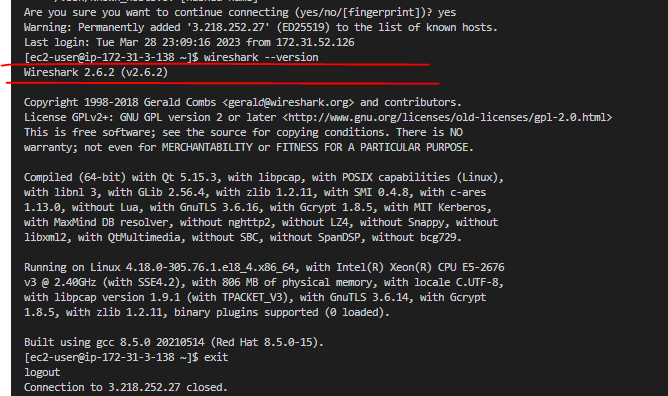 Are you sure you want to continue connecting (yes/no/[fingerprint])? yes
Warning: Permanently added '3.218.252.27' (ED25519) to the list of known hosts.
Last login: Tue Mar 28 23:09:16 2023 from 172.31.52.126
[ec2-user@ip-172-31-3-138 ~]$ wireshark --version
Wireshark 2.6.2 (v2.6.2)
Copyright 1998-2018 Gerald Combs <gerald@wireshark.org> and contributors.
License GPLv2+: GNU GPL version 2 or later <http://www.gnu.org/licenses/old-licenses/gpl-2.0.html>
This is free software; see the source for copying conditions. There is NO
warranty; not even for MERCHANTABILITY or FITNESS FOR A PARTICULAR PURPOSE.
Compiled (64-bit) with Qt 5.15.3, with libpcap, with POSIX capabilities (Linux),
with libnl 3, with GLib 2.56.4, with zlib 1.2.11, with SMI 0.4.8, with c-ares
1.13.0, without Lua, with GnuTLS 3.6.16, with Gcrypt 1.8.5, with MIT Kerberos,
with MaxMind DB resolver, without nghttp2, without LZ4, without Snappy, without
libxml2, with QtMultimedia, without SBC, without SpanDSP, without bcg729.
Running on Linux 4.18.0-305.76.1.el8_4.x86_64, with Intel(R) Xeon(R) CPU E5-2676
v3 @ 2.40GHz (with SSE4.2), with 806 MB of physical memory, with locale C.UTF-8,
with libpcap version 1.9.1 (with TPACKET_V3), with GnuTLS 3.6.14, with Gcrypt
1.8.5, with zlib 1.2.11, binary plugins supported (0 loaded).
Built using gcc 8.5.0 20210514 (Red Hat 8.5.0-15).
[ec2-user@ip-172-31-3-138 ~]$ exit
logout
Connection to 3.218.252.27 closed.